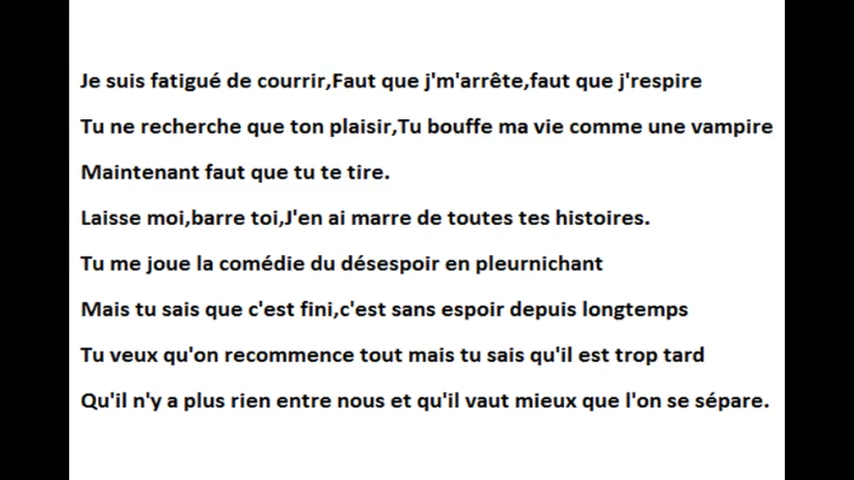 Je suis fatigué de courrir,Faut que j'm'arrête,faut que j'respire
Tu ne recherche que ton plaisir,Tu bouffe ma vie comme une vampire
Maintenant faut que tu te tire.
Laisse moi,barre toi,J'en ai marre de toutes tes histoires.
Tu me joue la comédie du désespoir en pleurnichant
Mais tu sais que c'est fini,c'est sans espoir depuis longtemps
Tu veux qu'on recommence tout mais tu sais qu'il est trop tard
Qu'il n'y a plus rien entre nous et qu'il vaut mieux que l'on se sépare.